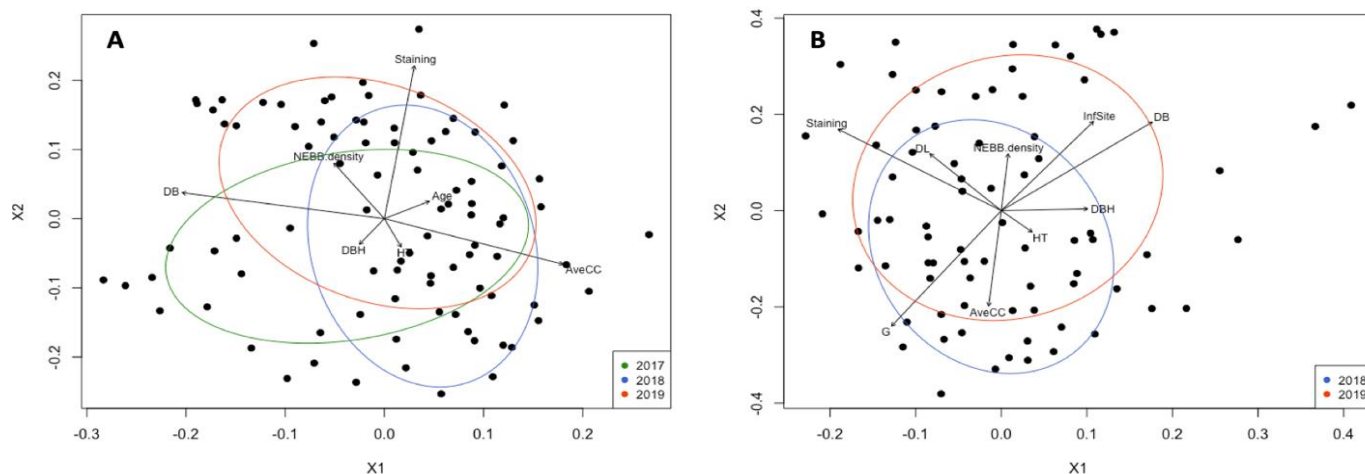 A
Staining
NEBB.density
DB
Age
DBH
AveCC
X2
0.2
0.1
0.0
-0.1
-0.2
-0.3
-0.2
-0.1
0.0
0.1
0.2
X1
2017
2018
2019
B
Staining
DL
NEBB.density
InfSite
DB
DBH
HT
AveCC
G
X2
0.4
0.2
0.0
-0.2
-0.4
-0.2
-0.1
0.0
0.1
0.2
0.3
0.4
X1
2018
2019